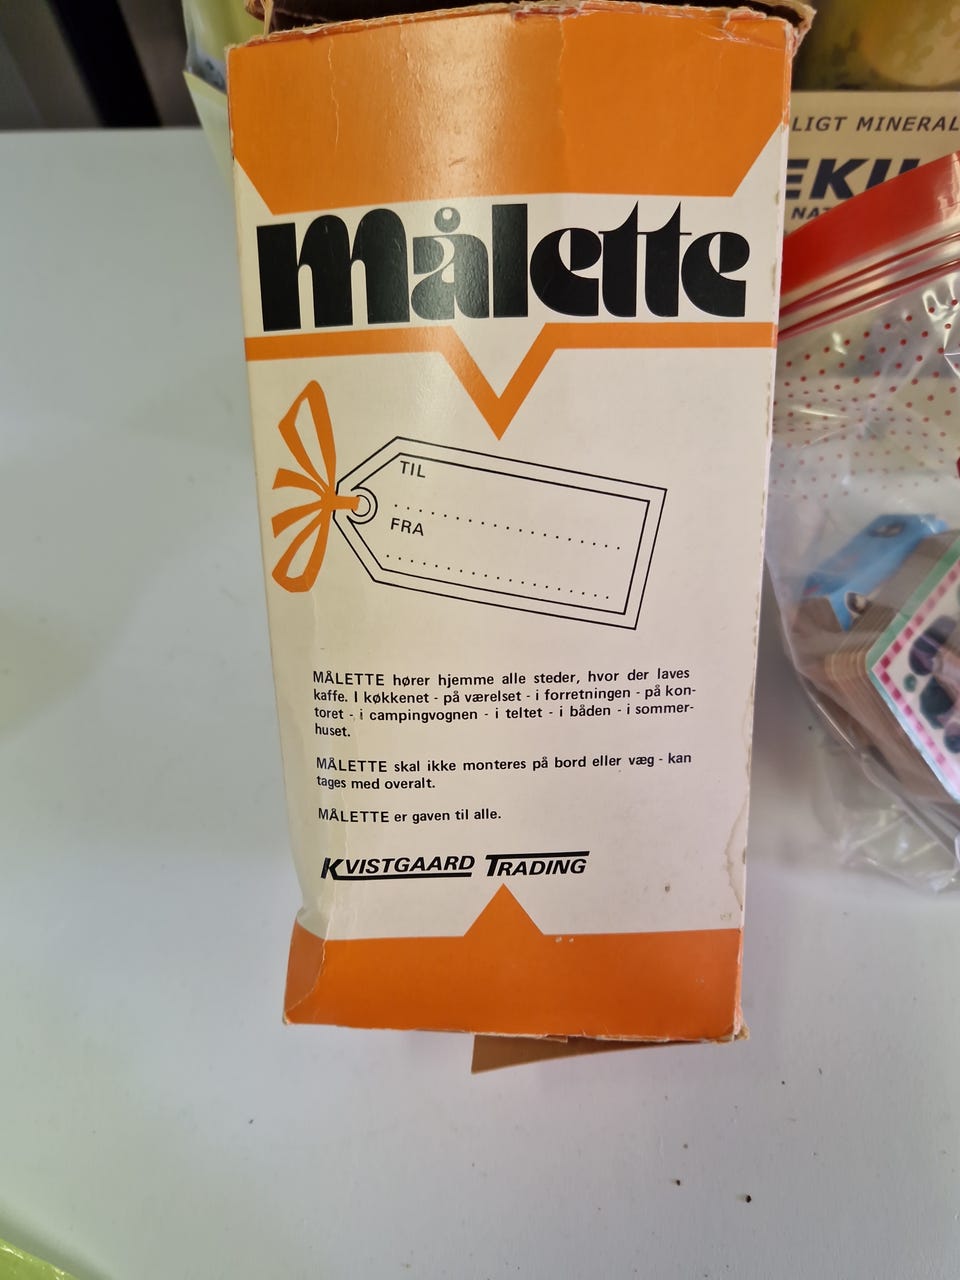 målette
TIL
FRA
MÅLETTE hører hjemme alle steder, hvor der laves
kaffe. I køkkenet - på værelset - i forretningen - på kon-
toret - i campingvognen - i teltet - i båden - i sommer-
huset.
MÅLETTE skal ikke monteres på bord eller væg - kan
tages med overalt.
MÅLETTE er gaven til alle.
KVISTGAARD TRADING
LIGT MINERAL